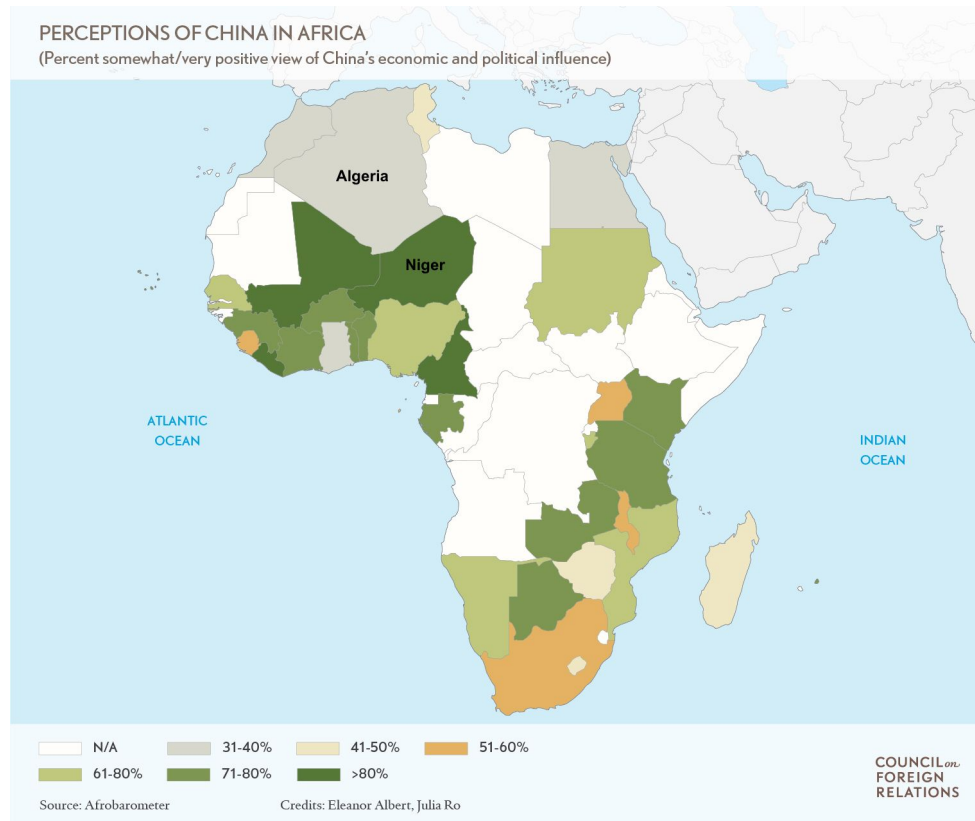 PERCEPTIONS OF CHINA IN AFRICA
(Percent somewhat/very positive view of China's economic and political influence)
Algeria
Niger
ATLANTIC
OCEAN
INDIAN
OCEAN
N/A
31-40%
41-50%
51-60%
61-80%
71-80%
>80%
Source: Afrobarometer
Credits: Eleanor Albert, Julia Ro
COUNCIL on
FOREIGN
RELATIONS